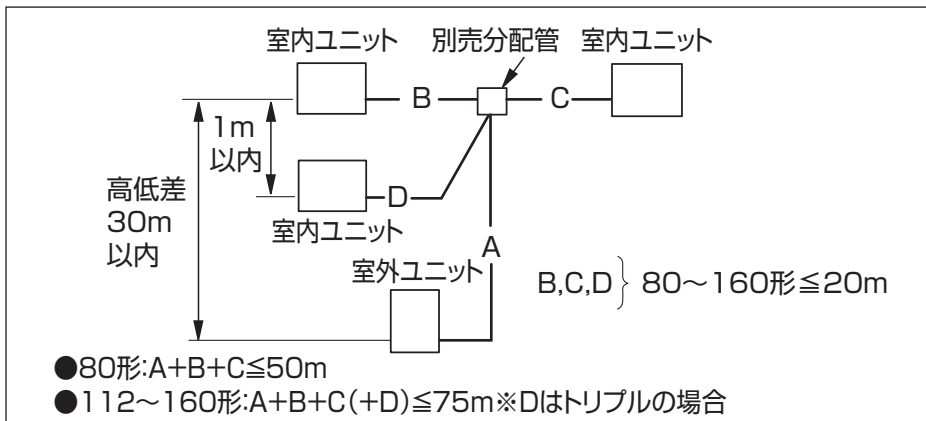 室内ユニット
別売分配管
室内ユニット
B
C
1m
以内
高低差
30m
以内
D
室内ユニット
A
室外ユニット
B,C,D} 80〜160形≦20m
●80形:A+B+C≦50m
●112〜160形:A+B+C(+D)≦75m※Dはトリプルの場合